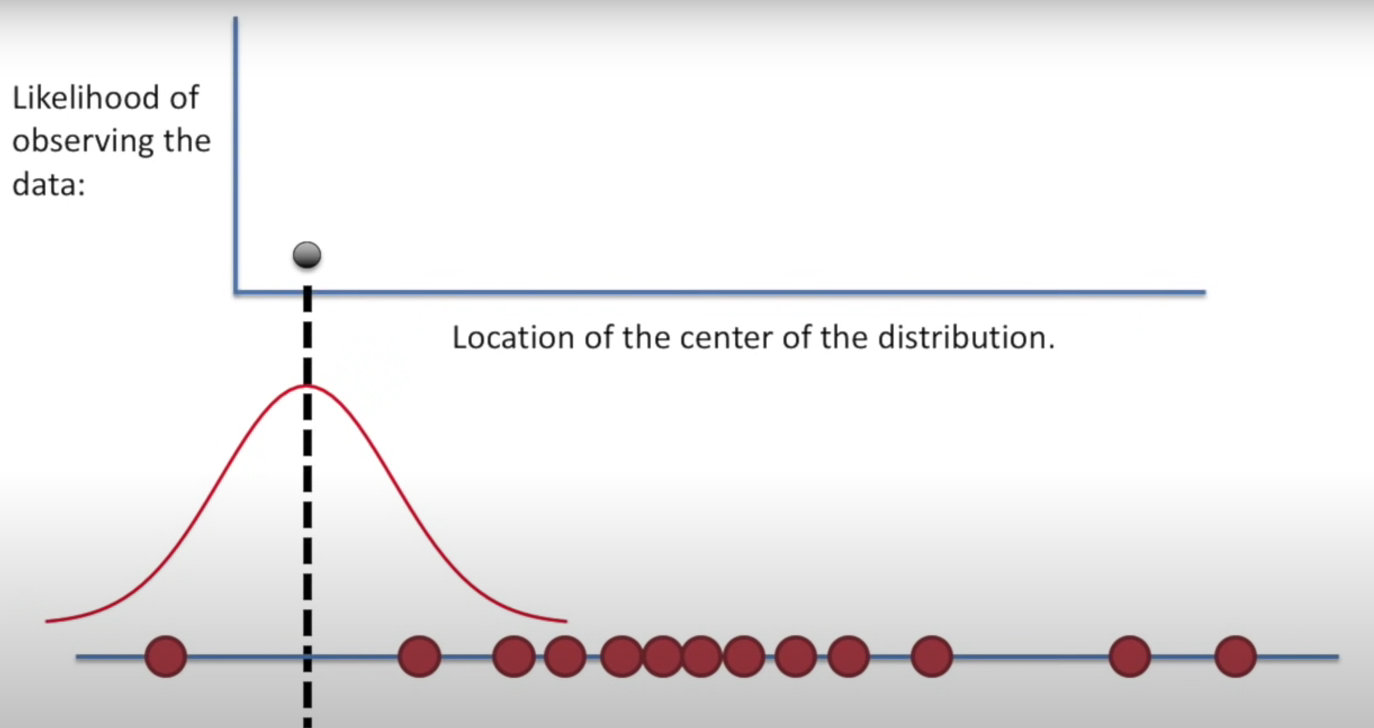 Likelihood of
observing the
data:
Location of the center of the distribution.